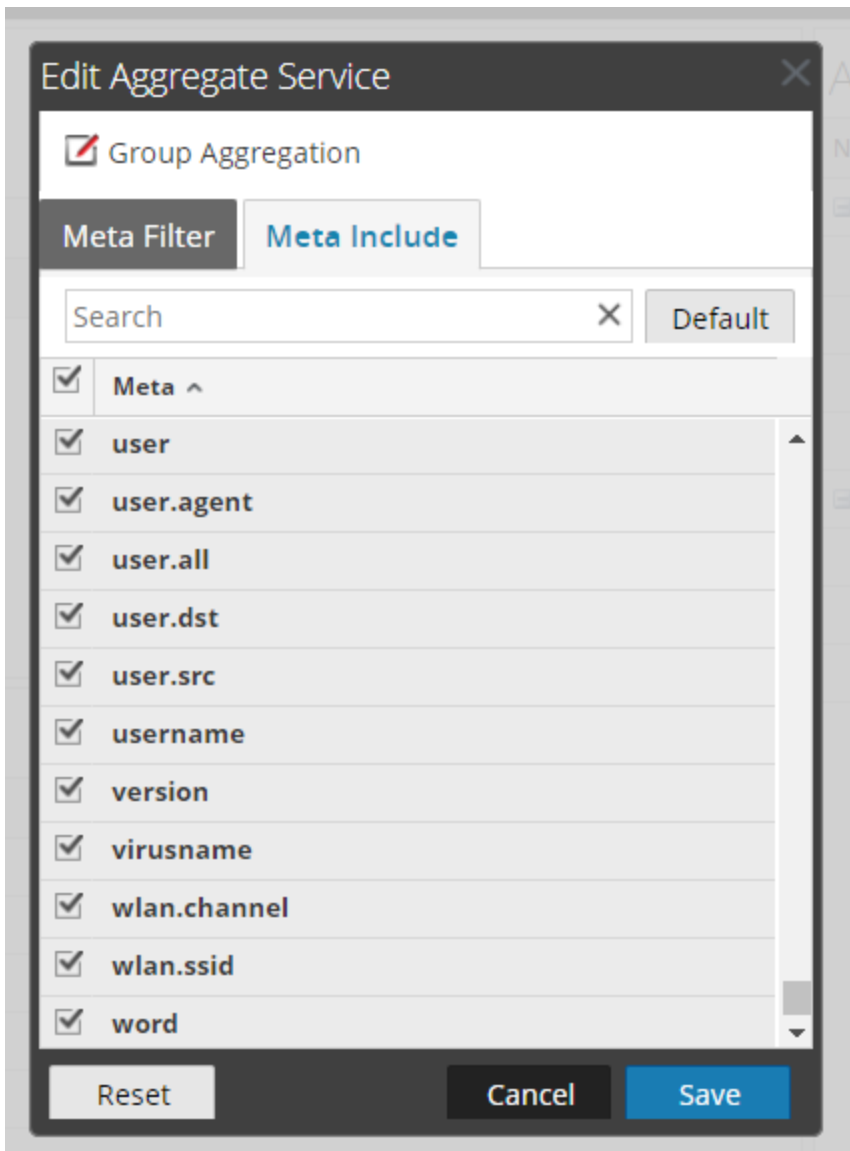 Edit Aggregate Service
Group Aggregation
Meta Filter Meta Include
Search Default
Meta
user
user.agent
user.all
user.dst
user.src
username
version
virusname
wlan.channel
wlan.ssid
word
Reset Cancel Save